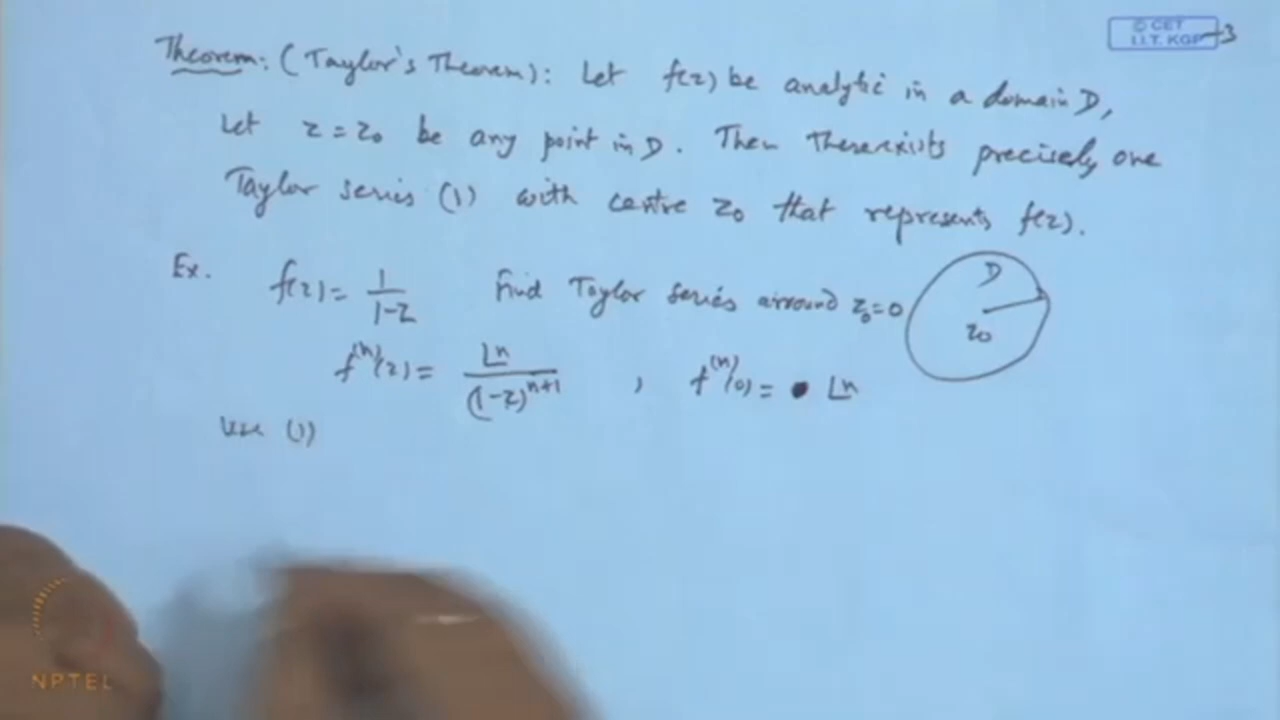 © CET
I.I.T. KGP
Theorem: (Taylor's Theorem): Let f(z) be analytic in a domain D,
Let z = z₀ be any point in D. Then there exists precisely one
Taylor series (1) with centre z₀ that represents f(z).
Ex. f(z) = 1/(1-z) Find Taylor series around z₀=0
D
z₀
f⁽ⁿ⁾(z) = ⌊n / (1-z)ⁿ⁺¹ , f⁽ⁿ⁾(0) = ⌊n
use (1)
NPTEL